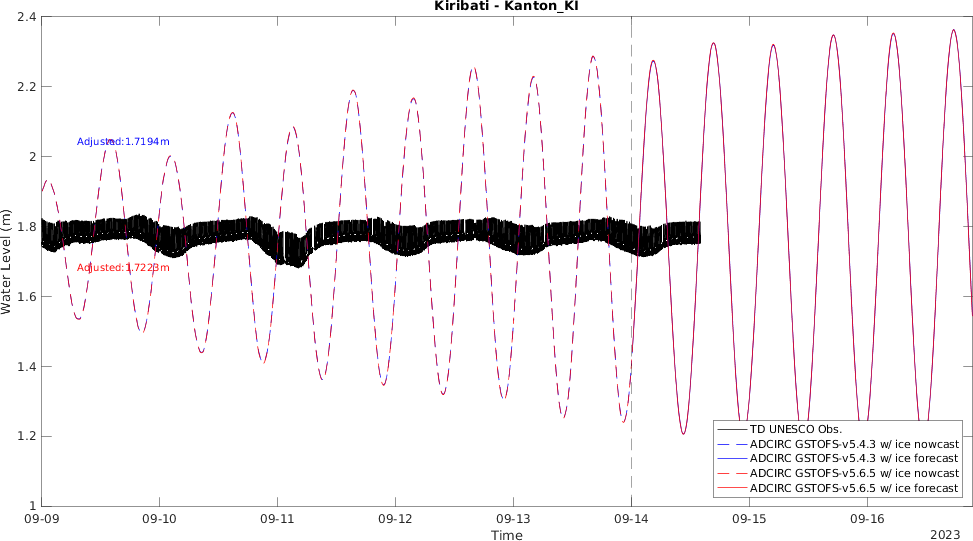 Kiribati - Kanton_KI
2.4
2.2
2
1.8
1.6
1.4
1.2
1
Water Level (m)
Adjusted:1.7194m
Adjusted:1.7223m
TD UNESCO Obs.
ADCIRC GSTOFS-v5.4.3 w/ ice nowcast
ADCIRC GSTOFS-v5.4.3 w/ ice forecast
ADCIRC GSTOFS-v5.6.5 w/ ice nowcast
ADCIRC GSTOFS-v5.6.5 w/ ice forecast
09-09 09-10 09-11 09-12 09-13 09-14 09-15 09-16
Time
2023